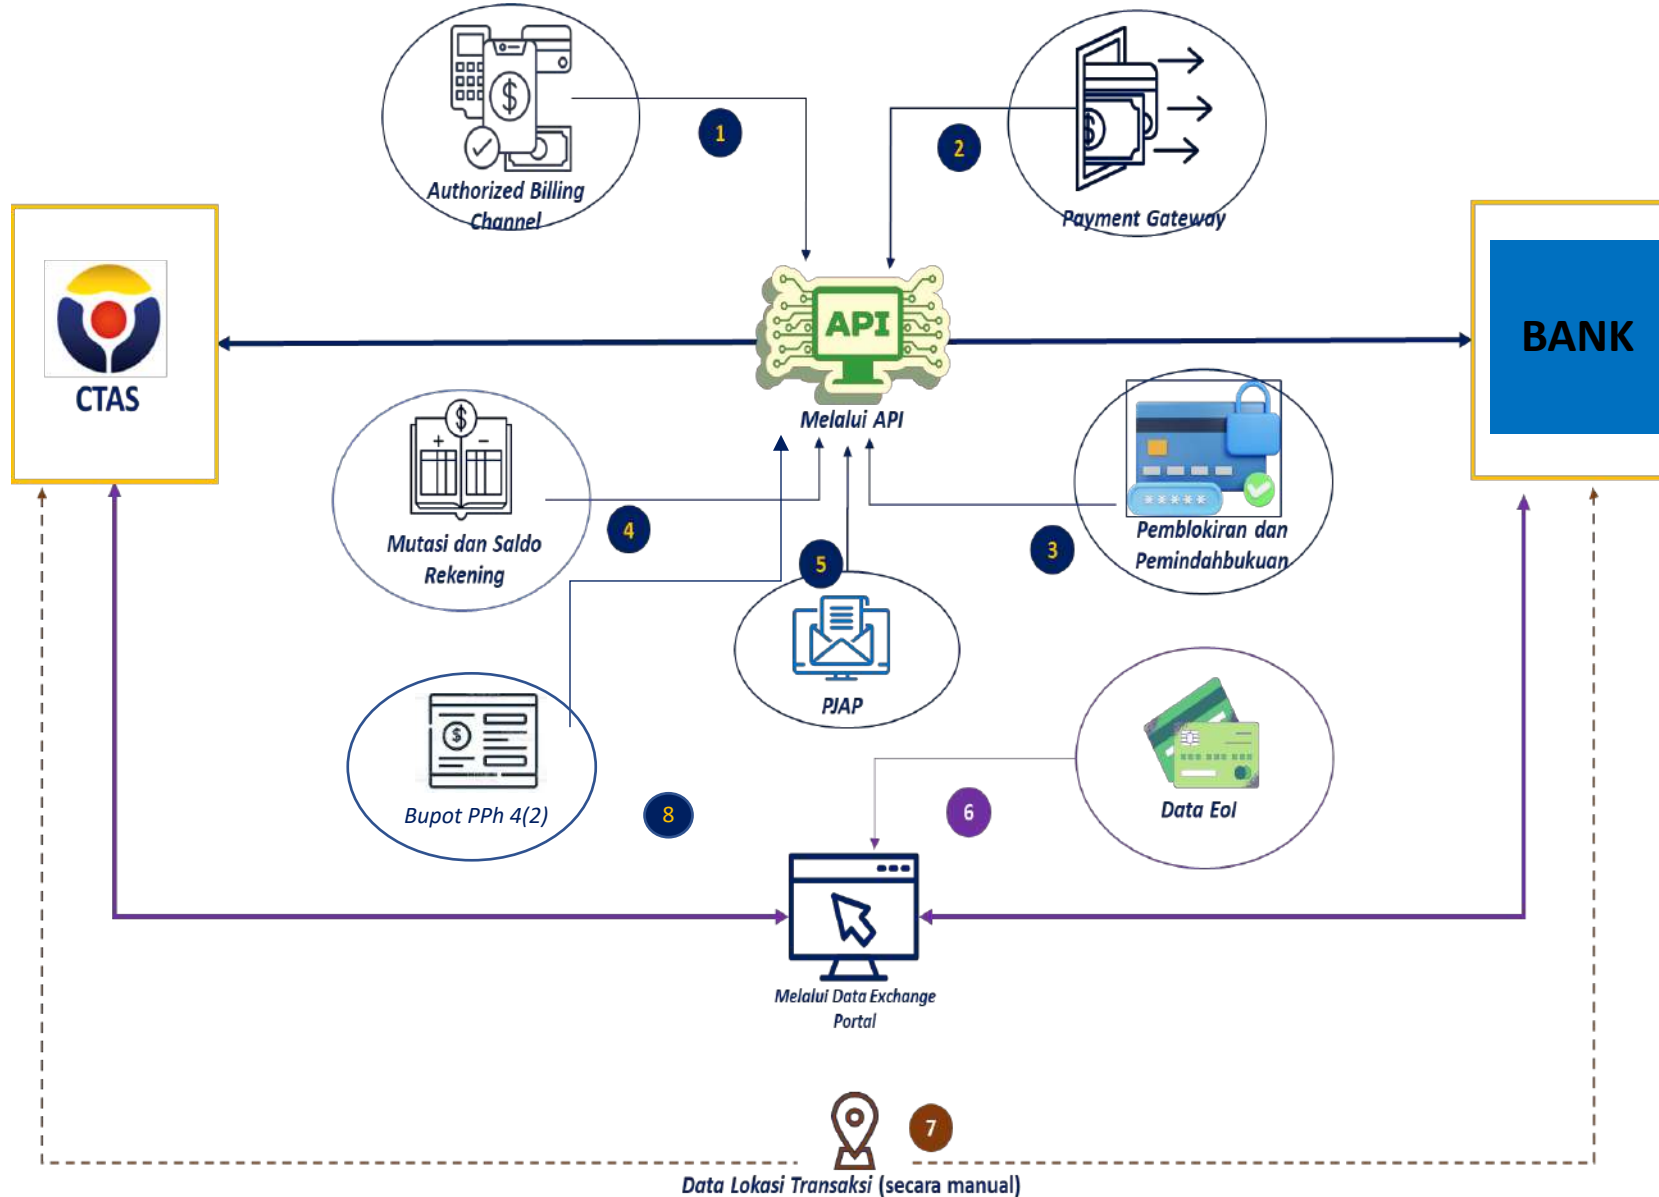 1
2
Authorized Billing
Channel
Payment Gateway
API
BANK
CTAS
Melalui API
*****
4
Mutasi dan Saldo
Rekening
5
3
Pemblokiran dan
Pemindahbukuan
PJAP
Bupot PPh 4(2)
8
6
Data EoI
Melalui Data Exchange
Portal
7
Data Lokasi Transaksi (secara manual)